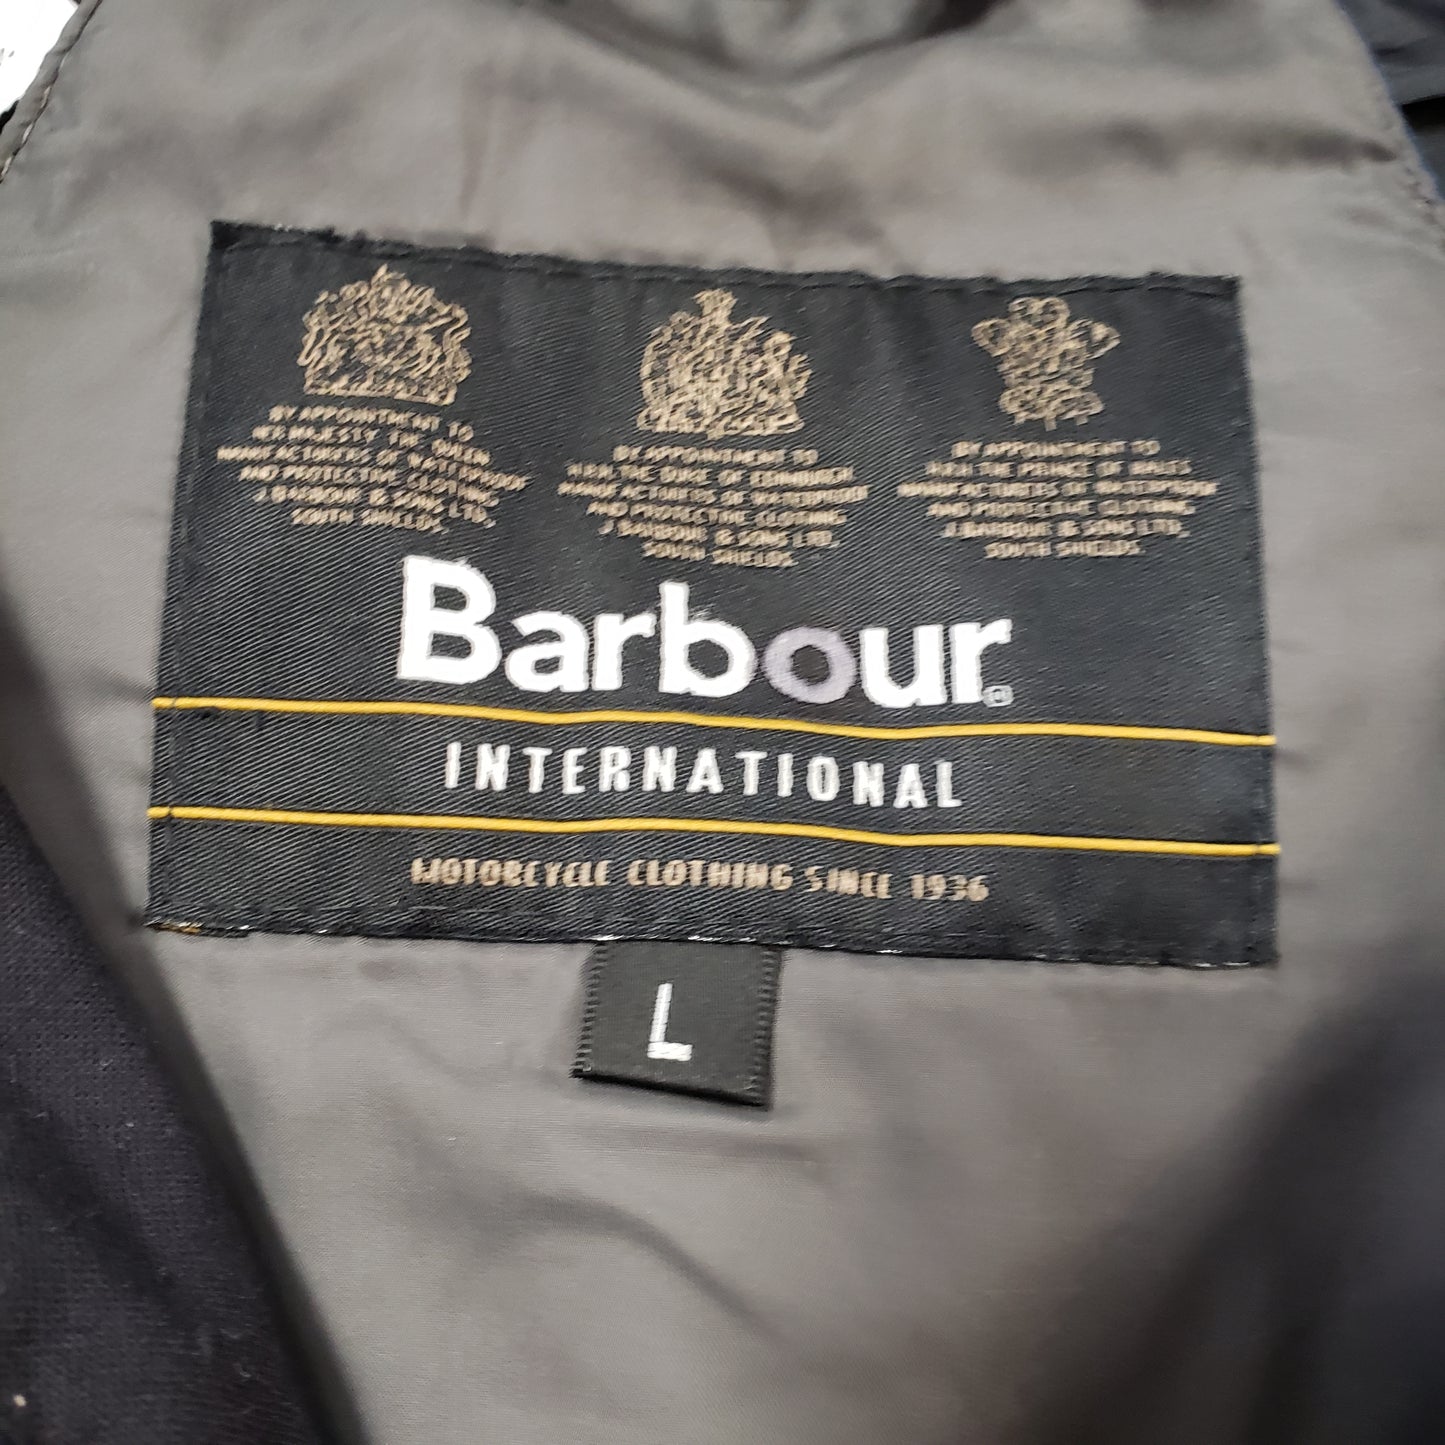 BY APPOINTMENT TO
HER MAJESTY THE QUEEN
MANUFACTURERS OF WATERPROOF
AND PROTECTIVE CLOTHING
J. BARBOUR & SONS, LTD.,
SOUTH SHIELDS.
BY APPOINTMENT TO
H.R.H. THE DUKE OF EDINBURGH
MANUFACTURERS OF WATERPROOF
AND PROTECTIVE CLOTHING
J. BARBOUR & SONS LTD.,
SOUTH SHIELDS.
BY APPOINTMENT TO
H.R.H. THE PRINCE OF WALES
MANUFACTURERS OF WATERPROOF
AND PROTECTIVE CLOTHING
J. BARBOUR & SONS LTD.
SOUTH SHIELDS.
Barbour®
INTERNATIONAL
MOTORCYCLE CLOTHING SINCE 1936
L